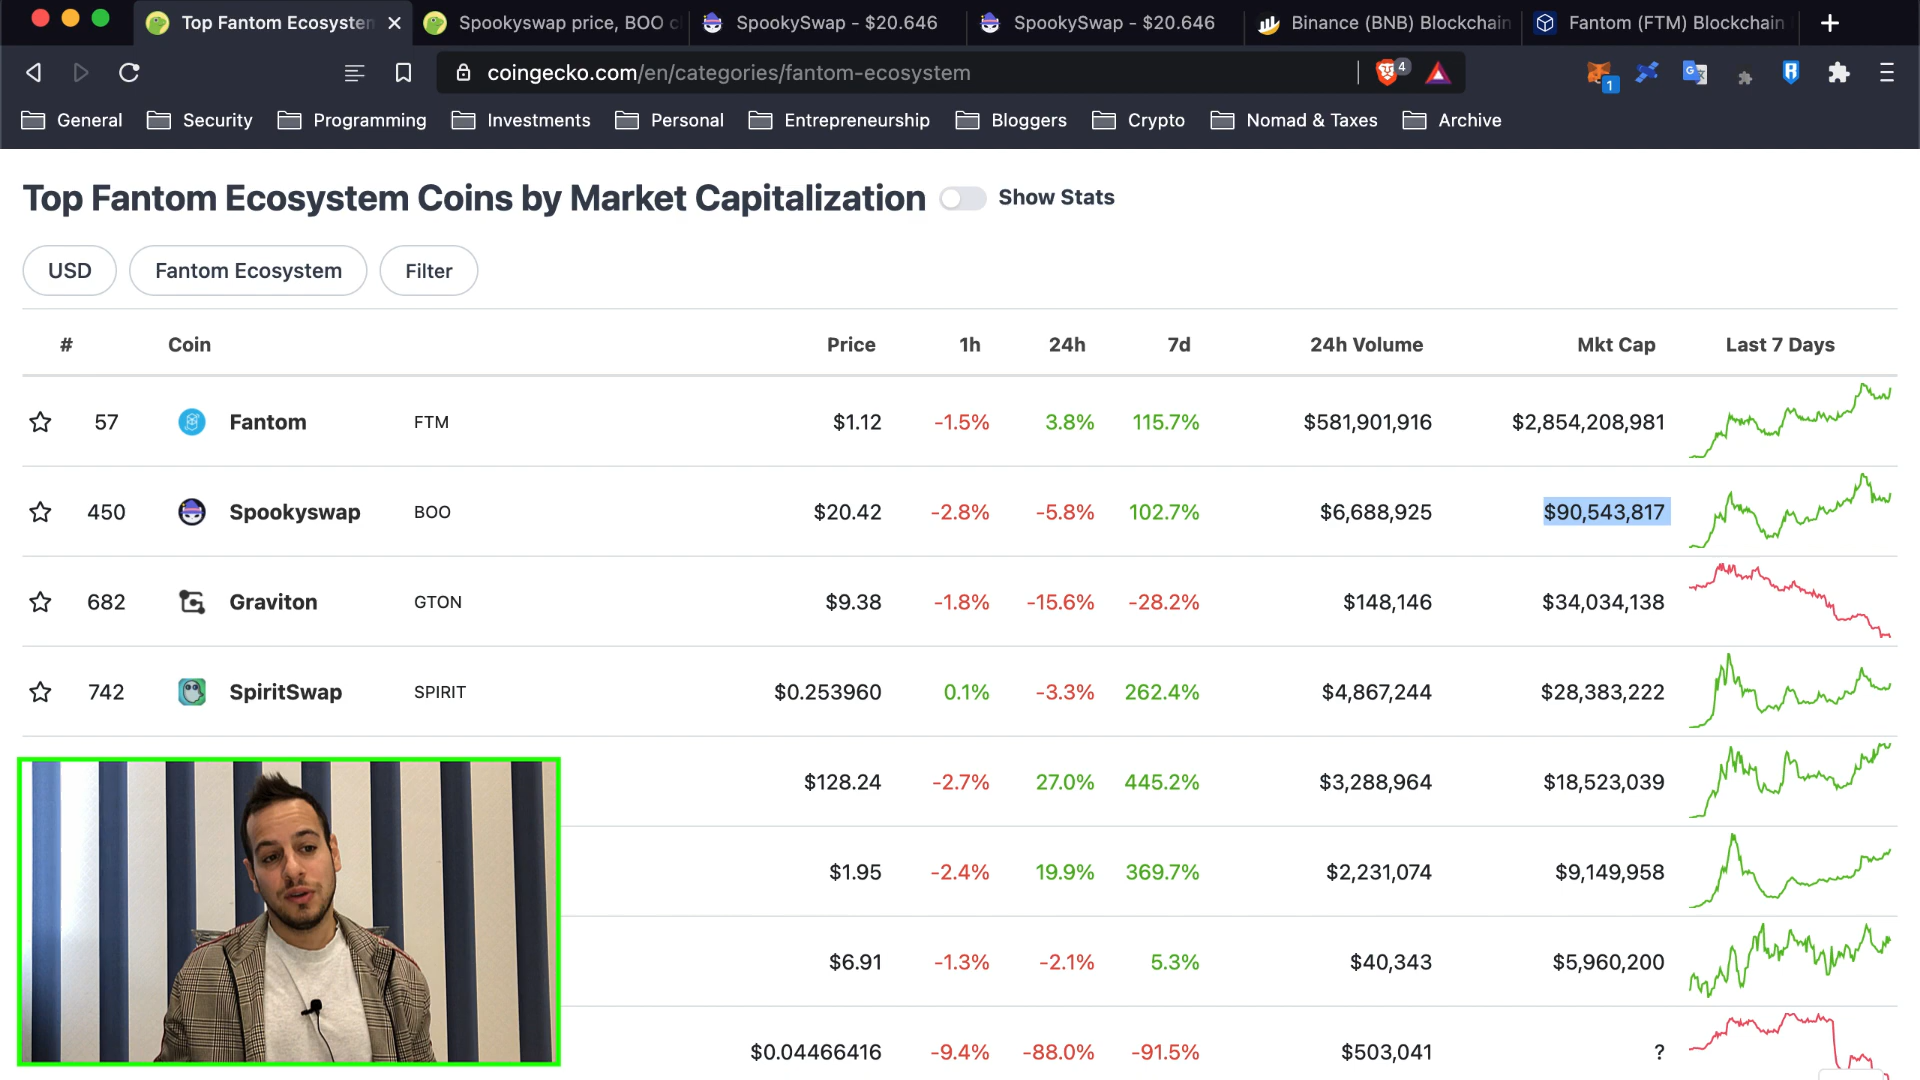 Top Fantom Ecosystem
Spookyswap price, BOO c
SpookySwap - $20.646
SpookySwap - $20.646
Binance (BNB) Blockchain
Fantom (FTM) Blockchain
coingecko.com/en/categories/fantom-ecosystem
4
1
General
Security
Programming
Investments
Personal
Entrepreneurship
Bloggers
Crypto
Nomad & Taxes
Archive
Top Fantom Ecosystem Coins by Market Capitalization
Show Stats
USD
Fantom Ecosystem
Filter
# Coin Price 1h 24h 7d 24h Volume Mkt Cap Last 7 Days
57 Fantom FTM $1.12 -1.5% 3.8% 115.7% $581,901,916 $2,854,208,981
450 Spookyswap BOO $20.42 -2.8% -5.8% 102.7% $6,688,925 $90,543,817
682 Graviton GTON $9.38 -1.8% -15.6% -28.2% $148,146 $34,034,138
742 SpiritSwap SPIRIT $0.253960 0.1% -3.3% 262.4% $4,867,244 $28,383,222
$128.24 -2.7% 27.0% 445.2% $3,288,964 $18,523,039
$1.95 -2.4% 19.9% 369.7% $2,231,074 $9,149,958
$6.91 -1.3% -2.1% 5.3% $40,343 $5,960,200
$0.04466416 -9.4% -88.0% -91.5% $503,041 ?